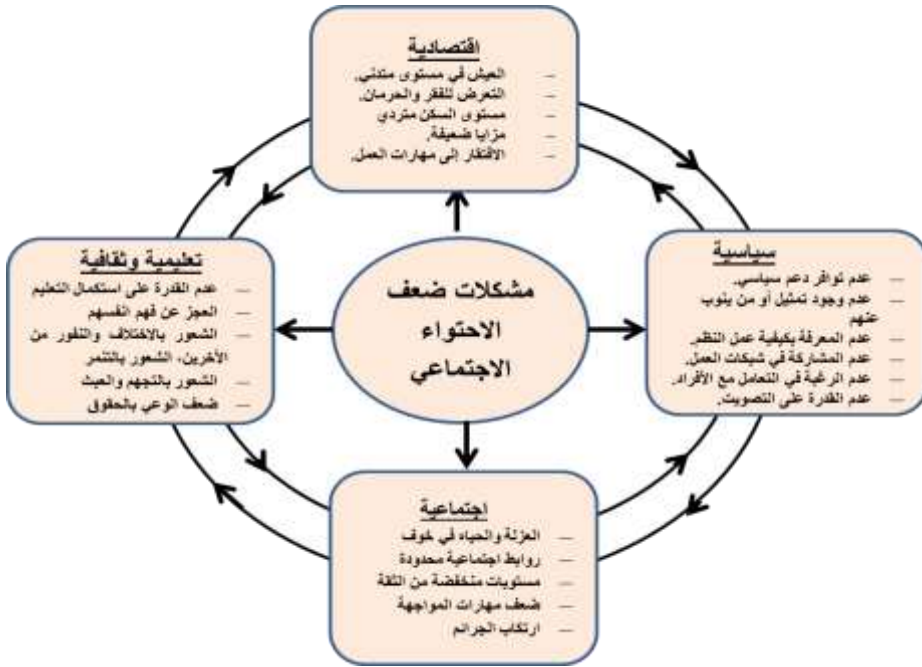 اقتصادية
— العيش في مستوى متدني.
— التعرض للفقر والحرمان.
— مستوى السكن متردي
— مزايا ضعيفة.
— الافتقار إلى مهارات العمل.
سياسية
— عدم توافر دعم سياسي.
— عدم وجود تمثيل أو من ينوب
عنهم
— عدم المعرفة بكيفية عمل النظم.
— عدم المشاركة في شبكات العمل.
— عدم الرغبة في التعامل مع الأفراد.
— عدم القدرة على التصويت.
مشكلات ضعف
الاحتواء
الاجتماعي
تعليمية وثقافية
— عدم القدرة على استكمال التعليم
— العجز عن فهم انفسهم
— الشعور بالاختلاف والنفور من
الأخرين، الشعور بالتنمر
— الشعور بالتجهم والعبث
— ضعف الوعي بالحقوق
اجتماعية
— العزلة والحياه في خوف
— روابط اجتماعية محدودة
— مستويات منخفضة من الثقة
— ضعف مهارات المواجهة
— ارتكاب الجرائم